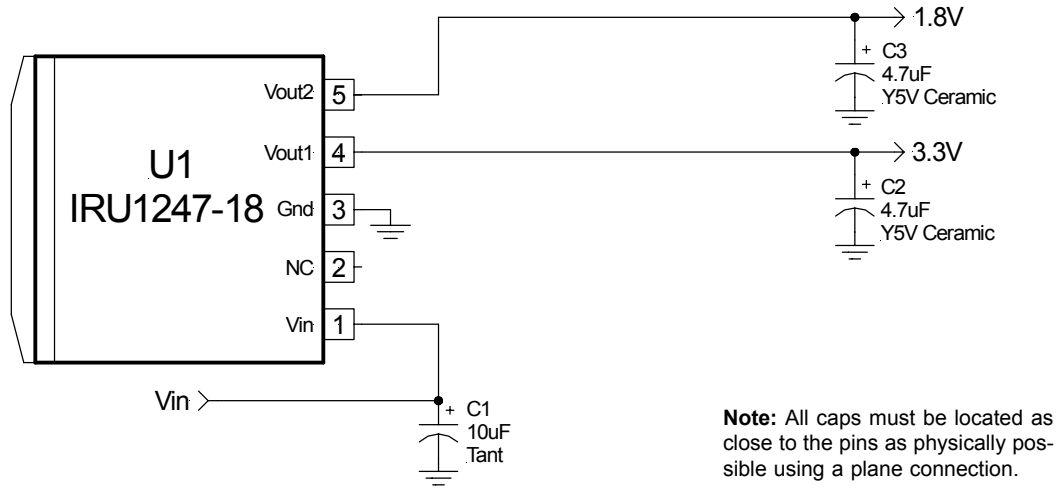 1.8V
+ C3
4.7uF
Y5V Ceramic
Vout2 5
Vout1 4
3.3V
+ C2
4.7uF
Y5V Ceramic
U1
IRU1247-18
Gnd 3
NC 2
Vin 1
Vin
+ C1
10uF
Tant
Note: All caps must be located as
close to the pins as physically pos-
sible using a plane connection.